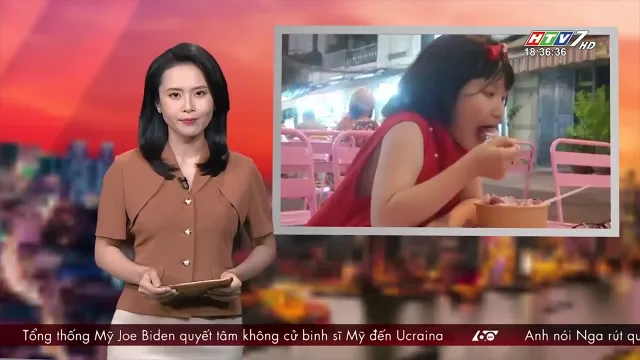 HTV7 HD
18:36:36
Tổng thống Mỹ Joe Biden quyết tâm không cử binh sĩ Mỹ đến Ucraina 60 Anh nói Nga rút q